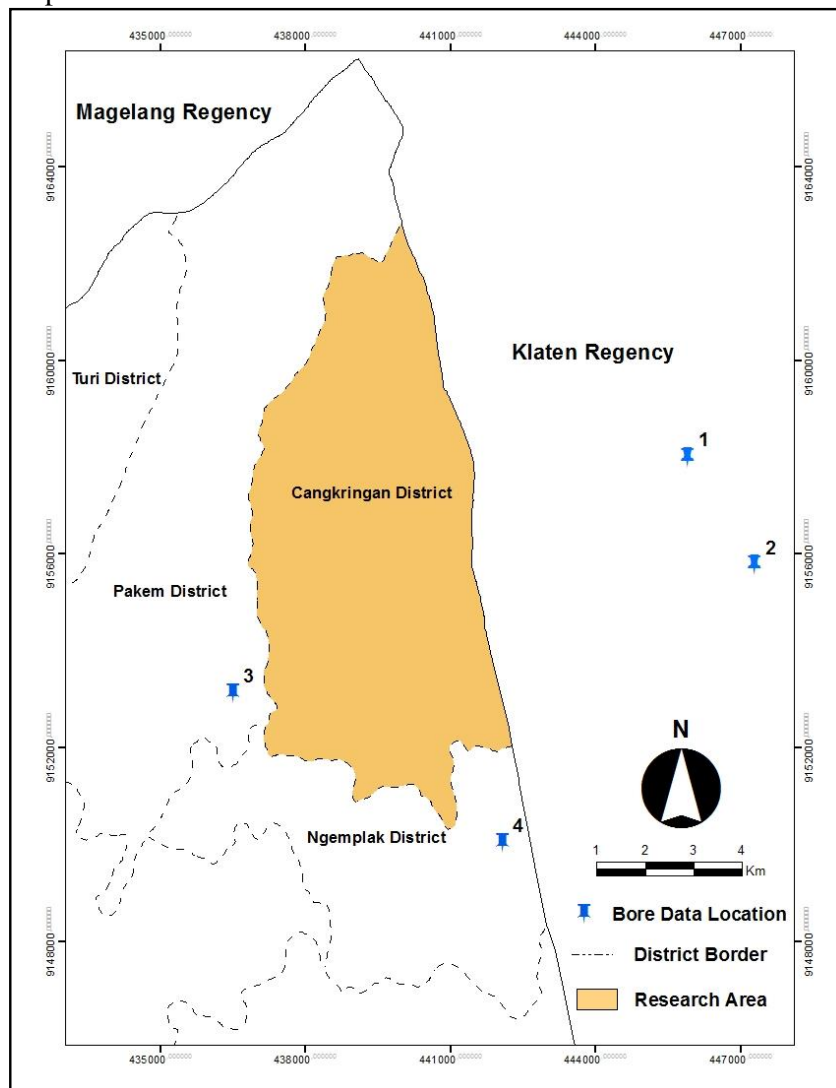 435000
438000
441000
444000
447000
Magelang Regency
9164000
9164000
Klaten Regency
9160000
9160000
Turi District
1
Cangkringan District
2
9156000
9156000
Pakem District
3
N
9152000
9152000
4
Ngemplak District
1 2 3 4
Km
Bore Data Location
District Border
9148000
9148000
Research Area
435000
438000
441000
444000
447000